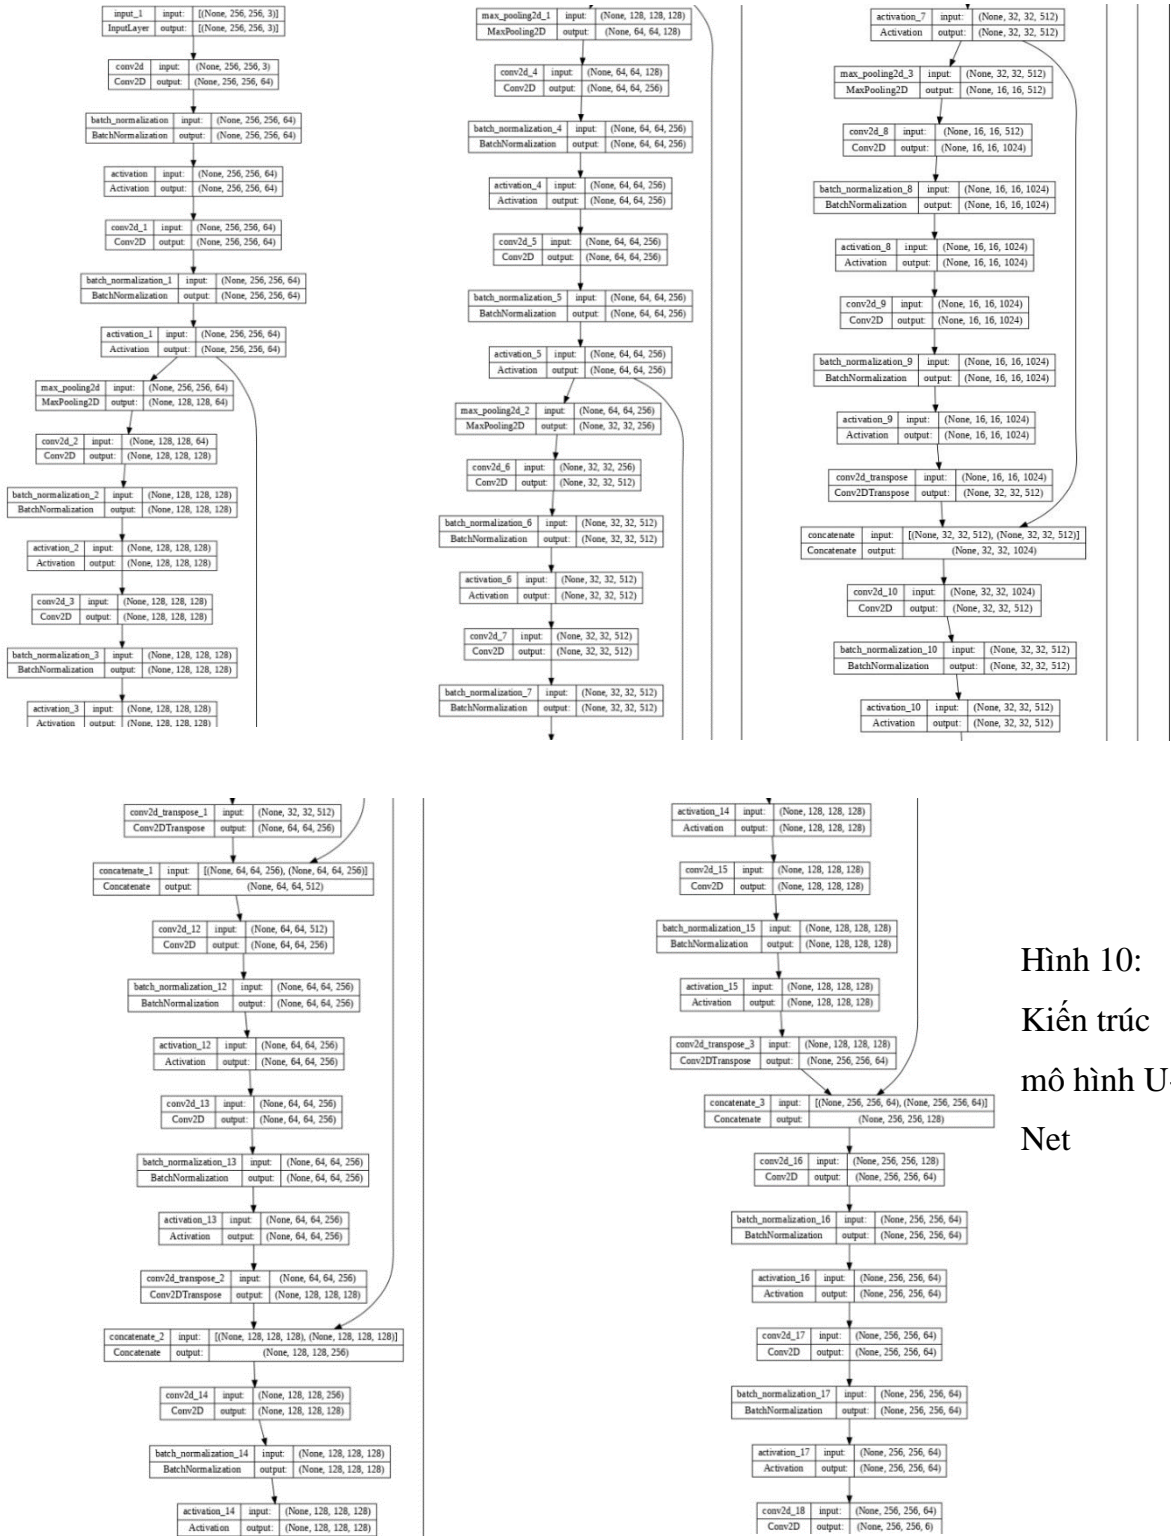 input_1 input: [(None, 256, 256, 3)]
InputLayer output: [(None, 256, 256, 3)]
conv2d input: (None, 256, 256, 3)
Conv2D output: (None, 256, 256, 64)
batch_normalization input: (None, 256, 256, 64)
BatchNormalization output: (None, 256, 256, 64)
activation input: (None, 256, 256, 64)
Activation output: (None, 256, 256, 64)
conv2d_1 input: (None, 256, 256, 64)
Conv2D output: (None, 256, 256, 64)
batch_normalization_1 input: (None, 256, 256, 64)
BatchNormalization output: (None, 256, 256, 64)
activation_1 input: (None, 256, 256, 64)
Activation output: (None, 256, 256, 64)
max_pooling2d input: (None, 256, 256, 64)
MaxPooling2D output: (None, 128, 128, 64)
conv2d_2 input: (None, 128, 128, 64)
Conv2D output: (None, 128, 128, 128)
batch_normalization_2 input: (None, 128, 128, 128)
BatchNormalization output: (None, 128, 128, 128)
activation_2 input: (None, 128, 128, 128)
Activation output: (None, 128, 128, 128)
conv2d_3 input: (None, 128, 128, 128)
Conv2D output: (None, 128, 128, 128)
batch_normalization_3 input: (None, 128, 128, 128)
BatchNormalization output: (None, 128, 128, 128)
activation_3 input: (None, 128, 128, 128)
Activation output: (None, 128, 128, 128)
max_pooling2d_1 input: (None, 128, 128, 128)
MaxPooling2D output: (None, 64, 64, 128)
conv2d_4 input: (None, 64, 64, 128)
Conv2D output: (None, 64, 64, 256)
batch_normalization_4 input: (None, 64, 64, 256)
BatchNormalization output: (None, 64, 64, 256)
activation_4 input: (None, 64, 64, 256)
Activation output: (None, 64, 64, 256)
conv2d_5 input: (None, 64, 64, 256)
Conv2D output: (None, 64, 64, 256)
batch_normalization_5 input: (None, 64, 64, 256)
BatchNormalization output: (None, 64, 64, 256)
activation_5 input: (None, 64, 64, 256)
Activation output: (None, 64, 64, 256)
max_pooling2d_2 input: (None, 64, 64, 256)
MaxPooling2D output: (None, 32, 32, 256)
conv2d_6 input: (None, 32, 32, 256)
Conv2D output: (None, 32, 32, 512)
batch_normalization_6 input: (None, 32, 32, 512)
BatchNormalization output: (None, 32, 32, 512)
activation_6 input: (None, 32, 32, 512)
Activation output: (None, 32, 32, 512)
conv2d_7 input: (None, 32, 32, 512)
Conv2D output: (None, 32, 32, 512)
batch_normalization_7 input: (None, 32, 32, 512)
BatchNormalization output: (None, 32, 32, 512)
activation_7 input: (None, 32, 32, 512)
Activation output: (None, 32, 32, 512)
max_pooling2d_3 input: (None, 32, 32, 512)
MaxPooling2D output: (None, 16, 16, 512)
conv2d_8 input: (None, 16, 16, 512)
Conv2D output: (None, 16, 16, 1024)
batch_normalization_8 input: (None, 16, 16, 1024)
BatchNormalization output: (None, 16, 16, 1024)
activation_8 input: (None, 16, 16, 1024)
Activation output: (None, 16, 16, 1024)
conv2d_9 input: (None, 16, 16, 1024)
Conv2D output: (None, 16, 16, 1024)
batch_normalization_9 input: (None, 16, 16, 1024)
BatchNormalization output: (None, 16, 16, 1024)
activation_9 input: (None, 16, 16, 1024)
Activation output: (None, 16, 16, 1024)
conv2d_transpose input: (None, 16, 16, 1024)
Conv2DTranspose output: (None, 32, 32, 512)
concatenate input: [(None, 32, 32, 512), (None, 32, 32, 512)]
Concatenate output: (None, 32, 32, 1024)
conv2d_10 input: (None, 32, 32, 1024)
Conv2D output: (None, 32, 32, 512)
batch_normalization_10 input: (None, 32, 32, 512)
BatchNormalization output: (None, 32, 32, 512)
activation_10 input: (None, 32, 32, 512)
Activation output: (None, 32, 32, 512)
conv2d_transpose_1 input: (None, 32, 32, 512)
Conv2DTranspose output: (None, 64, 64, 256)
concatenate_1 input: [(None, 64, 64, 256), (None, 64, 64, 256)]
Concatenate output: (None, 64, 64, 512)
conv2d_12 input: (None, 64, 64, 512)
Conv2D output: (None, 64, 64, 256)
batch_normalization_12 input: (None, 64, 64, 256)
BatchNormalization output: (None, 64, 64, 256)
activation_12 input: (None, 64, 64, 256)
Activation output: (None, 64, 64, 256)
conv2d_13 input: (None, 64, 64, 256)
Conv2D output: (None, 64, 64, 256)
batch_normalization_13 input: (None, 64, 64, 256)
BatchNormalization output: (None, 64, 64, 256)
activation_13 input: (None, 64, 64, 256)
Activation output: (None, 64, 64, 256)
conv2d_transpose_2 input: (None, 64, 64, 256)
Conv2DTranspose output: (None, 128, 128, 128)
concatenate_2 input: [(None, 128, 128, 128), (None, 128, 128, 128)]
Concatenate output: (None, 128, 128, 256)
conv2d_14 input: (None, 128, 128, 256)
Conv2D output: (None, 128, 128, 128)
batch_normalization_14 input: (None, 128, 128, 128)
BatchNormalization output: (None, 128, 128, 128)
activation_14 input: (None, 128, 128, 128)
Activation output: (None, 128, 128, 128)
activation_14 input: (None, 128, 128, 128)
Activation output: (None, 128, 128, 128)
conv2d_15 input: (None, 128, 128, 128)
Conv2D output: (None, 128, 128, 128)
batch_normalization_15 input: (None, 128, 128, 128)
BatchNormalization output: (None, 128, 128, 128)
activation_15 input: (None, 128, 128, 128)
Activation output: (None, 128, 128, 128)
conv2d_transpose_3 input: (None, 128, 128, 128)
Conv2DTranspose output: (None, 256, 256, 64)
concatenate_3 input: [(None, 256, 256, 64), (None, 256, 256, 64)]
Concatenate output: (None, 256, 256, 128)
conv2d_16 input: (None, 256, 256, 128)
Conv2D output: (None, 256, 256, 64)
batch_normalization_16 input: (None, 256, 256, 64)
BatchNormalization output: (None, 256, 256, 64)
activation_16 input: (None, 256, 256, 64)
Activation output: (None, 256, 256, 64)
conv2d_17 input: (None, 256, 256, 64)
Conv2D output: (None, 256, 256, 64)
batch_normalization_17 input: (None, 256, 256, 64)
BatchNormalization output: (None, 256, 256, 64)
activation_17 input: (None, 256, 256, 64)
Activation output: (None, 256, 256, 64)
conv2d_18 input: (None, 256, 256, 64)
Conv2D output: (None, 256, 256, 6)
Hình 10:
Kiến trúc
mô hình U-
Net